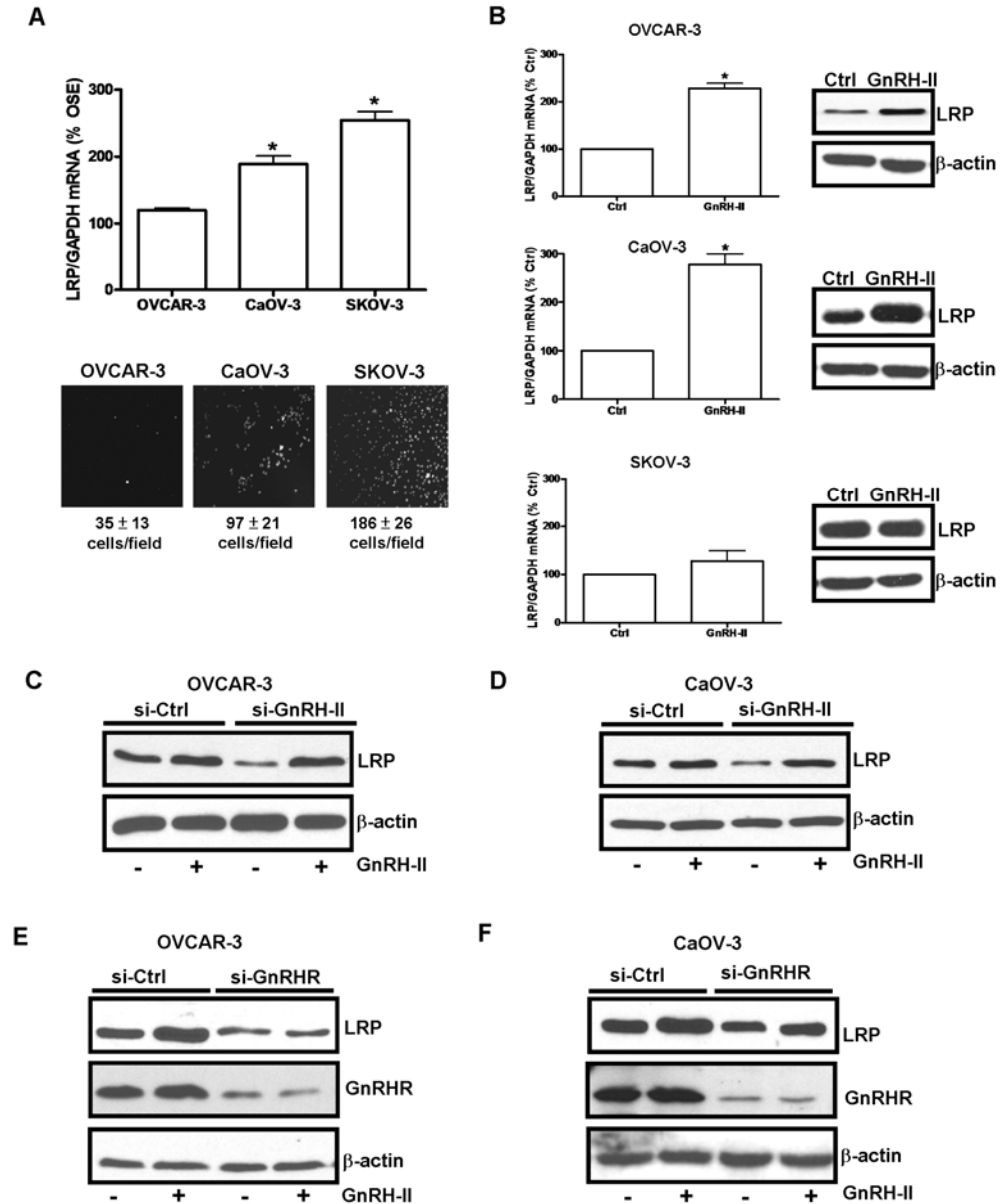 A
LRP/GAPDH mRNA (% OSE)
300
200
100
0
*
*
OVCAR-3 CaOV-3 SKOV-3
OVCAR-3 CaOV-3 SKOV-3
35 ± 13 97 ± 21 186 ± 26
cells/field cells/field cells/field
B
OVCAR-3
LRP/GAPDH mRNA (% Ctrl)
300
200
100
0
*
Ctrl GnRH-II
Ctrl GnRH-II
LRP
β-actin
CaOV-3
LRP/GAPDH mRNA (% Ctrl)
300
200
100
0
*
Ctrl GnRH-II
Ctrl GnRH-II
LRP
β-actin
SKOV-3
LRP/GAPDH mRNA (% Ctrl)
300
200
100
0
Ctrl GnRH-II
Ctrl GnRH-II
LRP
β-actin
C
OVCAR-3
si-Ctrl si-GnRH-II
LRP
β-actin
- + - + GnRH-II
D
CaOV-3
si-Ctrl si-GnRH-II
LRP
β-actin
- + - + GnRH-II
E
OVCAR-3
si-Ctrl si-GnRHR
LRP
GnRHR
β-actin
- + - + GnRH-II
F
CaOV-3
si-Ctrl si-GnRHR
LRP
GnRHR
β-actin
- + - + GnRH-II